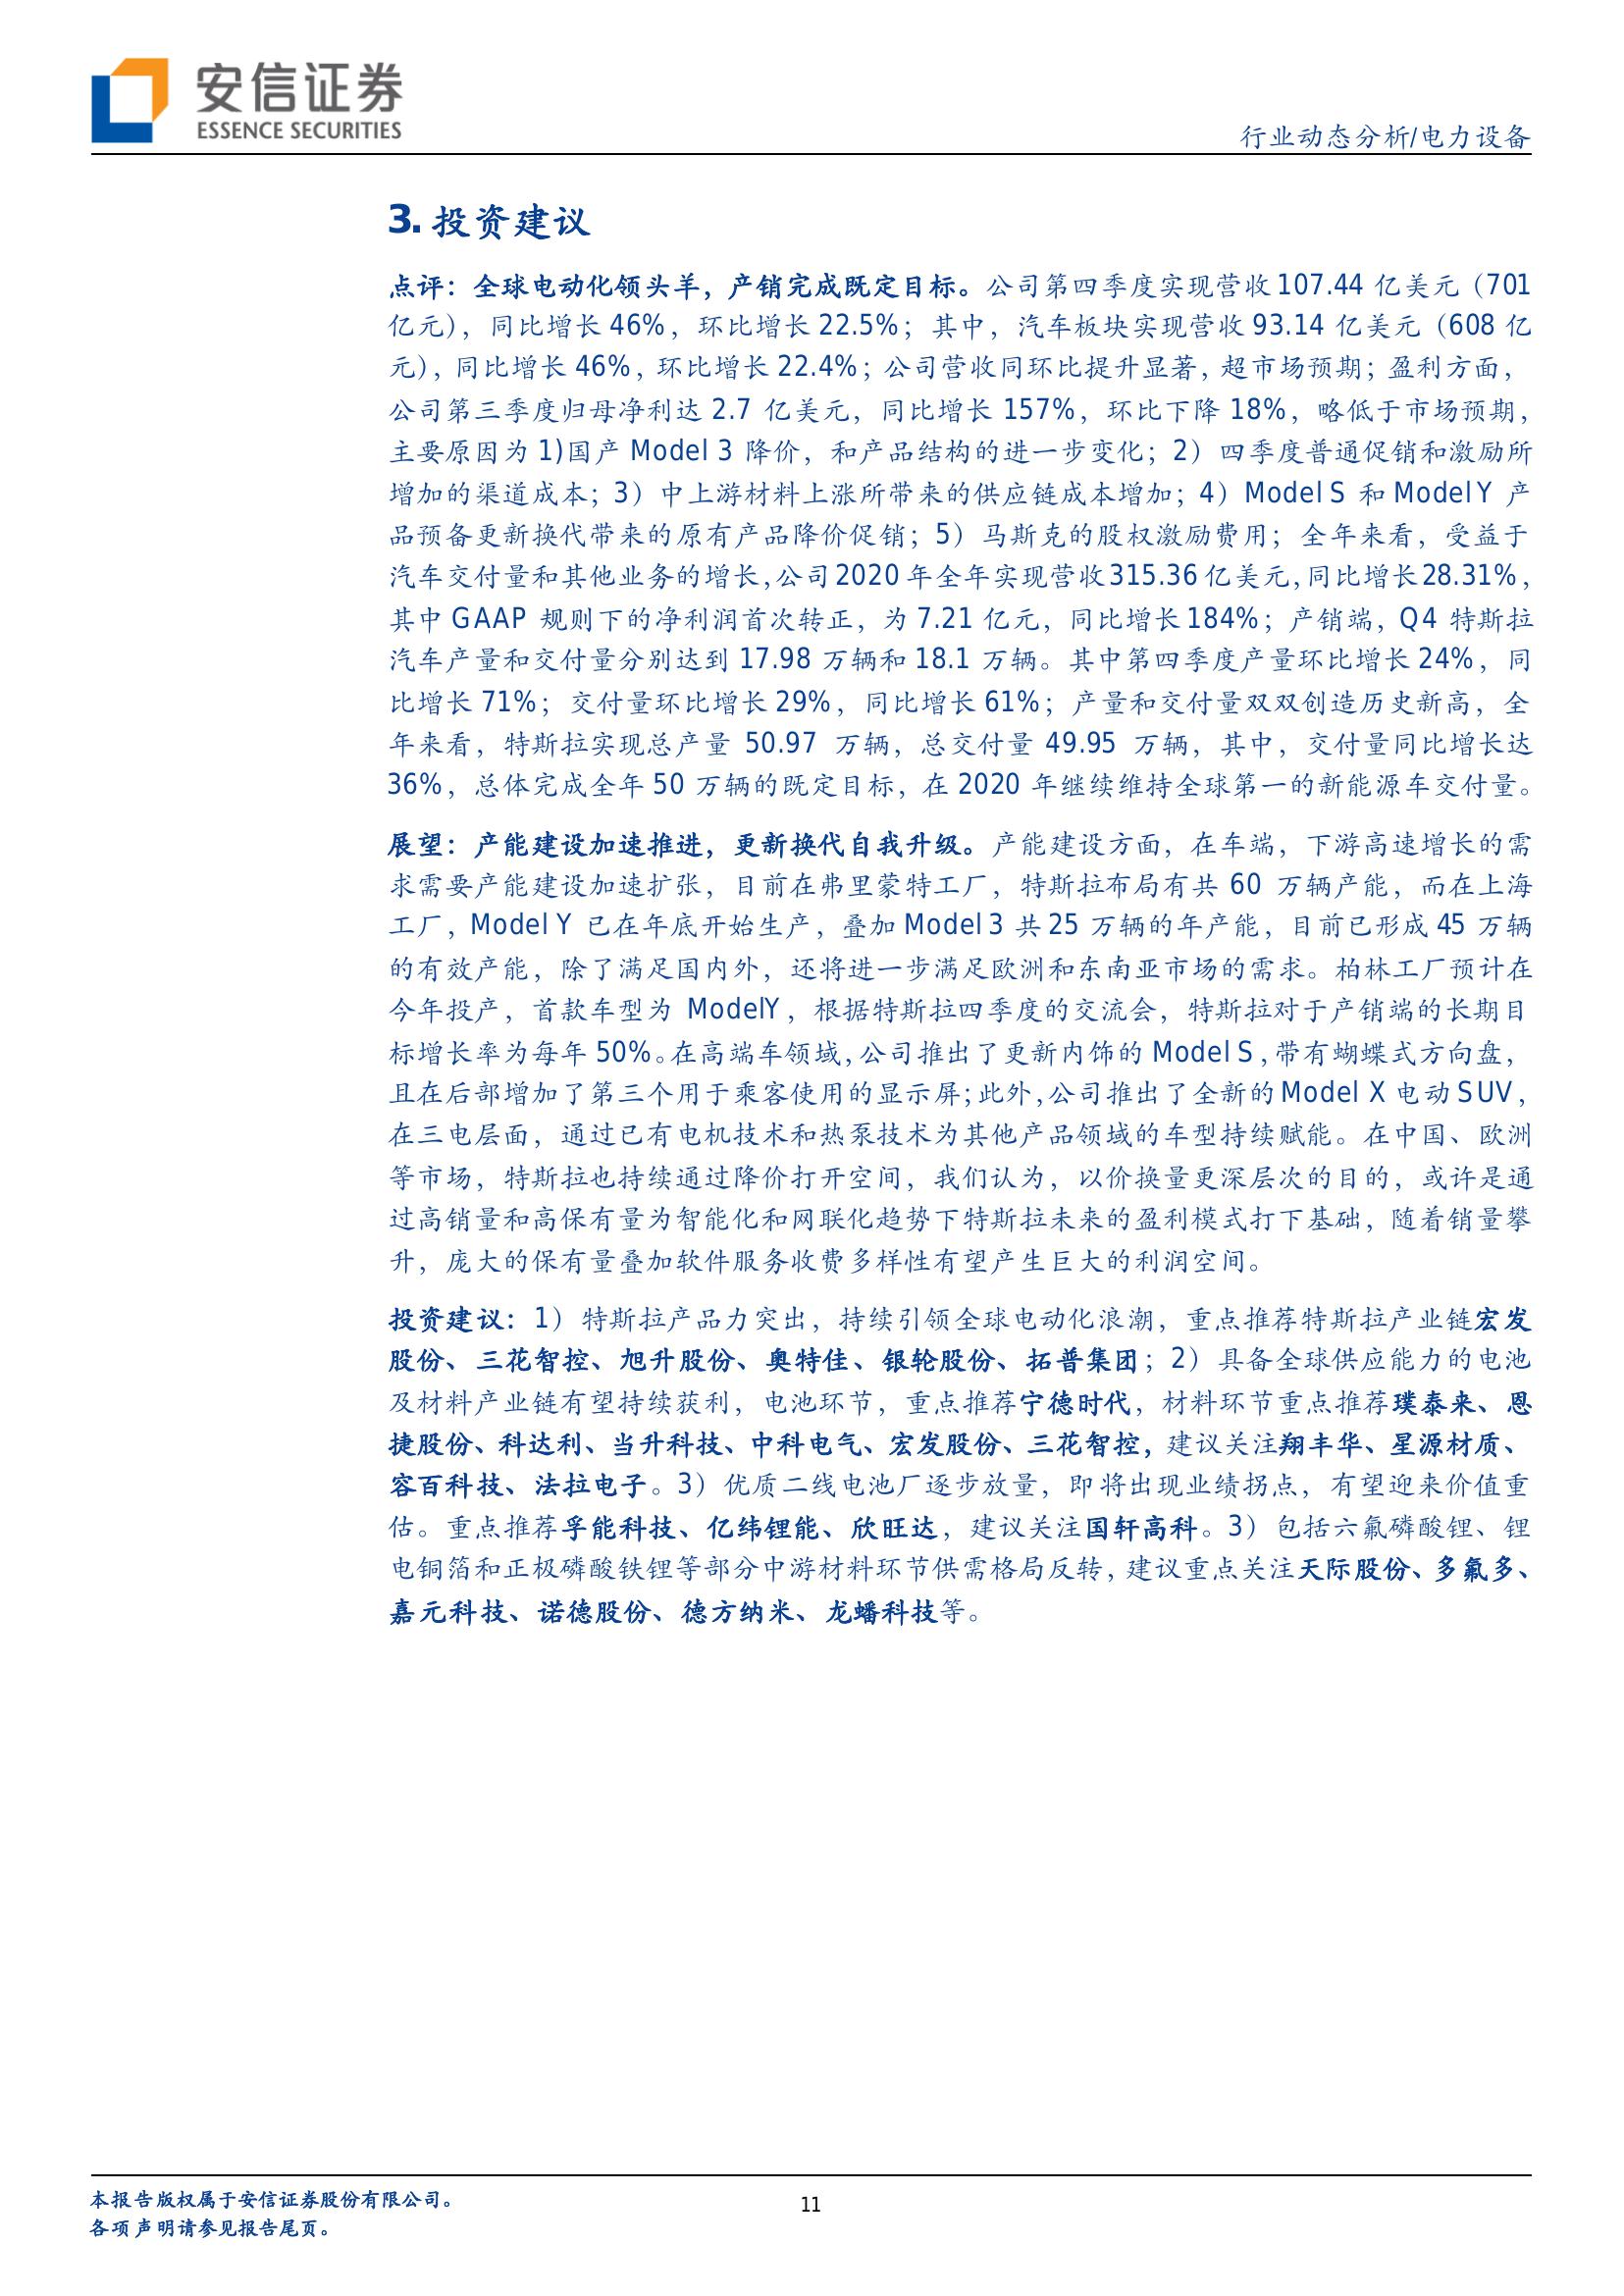 安信证券
ESSENCE SECURITIES
行业动态分析/电力设备
3. 投资建议
点评：全球电动化领头羊，产销完成既定目标。公司第四季度实现营收 107.44 亿美元（701
亿元），同比增长 46%，环比增长 22.5%；其中，汽车板块实现营收 93.14 亿美元（608 亿
元），同比增长 46%，环比增长 22.4%；公司营收同环比提升显著，超市场预期；盈利方面，
公司第三季度归母净利达 2.7 亿美元，同比增长 157%，环比下降 18%，略低于市场预期，
主要原因为 1)国产 Model 3 降价，和产品结构的进一步变化；2）四季度普通促销和激励所
增加的渠道成本；3）中上游材料上涨所带来的供应链成本增加；4）Model S 和 Model Y 产
品预备更新换代带来的原有产品降价促销；5）马斯克的股权激励费用；全年来看，受益于
汽车交付量和其他业务的增长，公司 2020 年全年实现营收 315.36 亿美元，同比增长 28.31%，
其中 GAAP 规则下的净利润首次转正，为 7.21 亿元，同比增长 184%；产销端，Q4 特斯拉
汽车产量和交付量分别达到 17.98 万辆和 18.1 万辆。其中第四季度产量环比增长 24%，同
比增长 71%；交付量环比增长 29%，同比增长 61%；产量和交付量双双创造历史新高，全
年来看，特斯拉实现总产量 50.97 万辆，总交付量 49.95 万辆，其中，交付量同比增长达
36%，总体完成全年 50 万辆的既定目标，在 2020 年继续维持全球第一的新能源车交付量。
展望：产能建设加速推进，更新换代自我升级。产能建设方面，在车端，下游高速增长的需
求需要产能建设加速扩张，目前在弗里蒙特工厂，特斯拉布局有共 60 万辆产能，而在上海
工厂，Model Y 已在年底开始生产，叠加 Model 3 共 25 万辆的年产能，目前已形成 45 万辆
的有效产能，除了满足国内外，还将进一步满足欧洲和东南亚市场的需求。柏林工厂预计在
今年投产，首款车型为 ModelY，根据特斯拉四季度的交流会，特斯拉对于产销端的长期目
标增长率为每年 50%。在高端车领域，公司推出了更新内饰的 Model S，带有蝴蝶式方向盘，
且在后部增加了第三个用于乘客使用的显示屏；此外，公司推出了全新的 Model X 电动 SUV，
在三电层面，通过已有电机技术和热泵技术为其他产品领域的车型持续赋能。在中国、欧洲
等市场，特斯拉也持续通过降价打开空间，我们认为，以价换量更深层次的目的，或许是通
过高销量和高保有量为智能化和网联化趋势下特斯拉未来的盈利模式打下基础，随着销量攀
升，庞大的保有量叠加软件服务收费多样性有望产生巨大的利润空间。
投资建议：1）特斯拉产品力突出，持续引领全球电动化浪潮，重点推荐特斯拉产业链宏发
股份、三花智控、旭升股份、奥特佳、银轮股份、拓普集团；2）具备全球供应能力的电池
及材料产业链有望持续获利，电池环节，重点推荐宁德时代，材料环节重点推荐璞泰来、恩
捷股份、科达利、当升科技、中科电气、宏发股份、三花智控，建议关注翔丰华、星源材质、
容百科技、法拉电子。3）优质二线电池厂逐步放量，即将出现业绩拐点，有望迎来价值重
估。重点推荐孚能科技、亿纬锂能、欣旺达，建议关注国轩高科。3）包括六氟磷酸锂、锂
电铜箔和正极磷酸铁锂等部分中游材料环节供需格局反转，建议重点关注天际股份、多氟多、
嘉元科技、诺德股份、德方纳米、龙蟠科技等。
本报告版权属于安信证券股份有限公司。
各项声明请参见报告尾页。
11